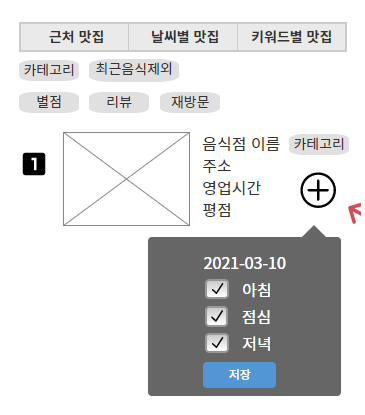 근처 맛집 날씨별 맛집 키워드별 맛집
카테고리 최근음식제외
별점 리뷰 재방문
음식점 이름 카테고리
1
주소
영업시간
평점
2021-03-10
아침
점심
저녁
저장